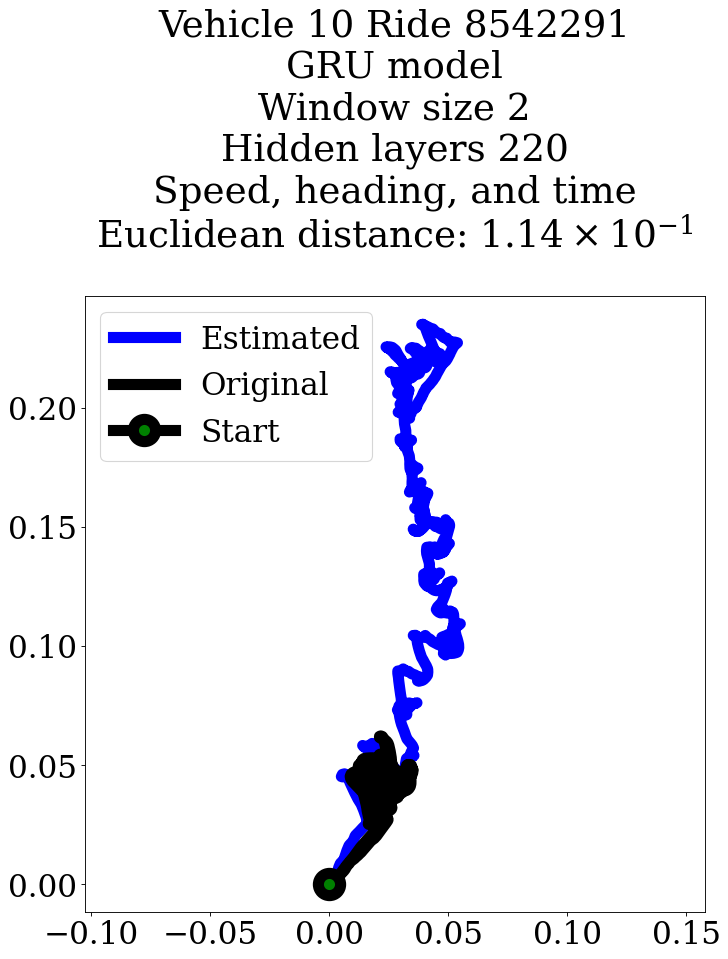 Vehicle 10 Ride 8542291
GRU model
Window size 2
Hidden layers 220
Speed, heading, and time
Euclidean distance: 1.14 × 10⁻¹
Estimated
Original
Start
0.20
0.15
0.10
0.05
0.00
−0.10 −0.05 0.00 0.05 0.10 0.15